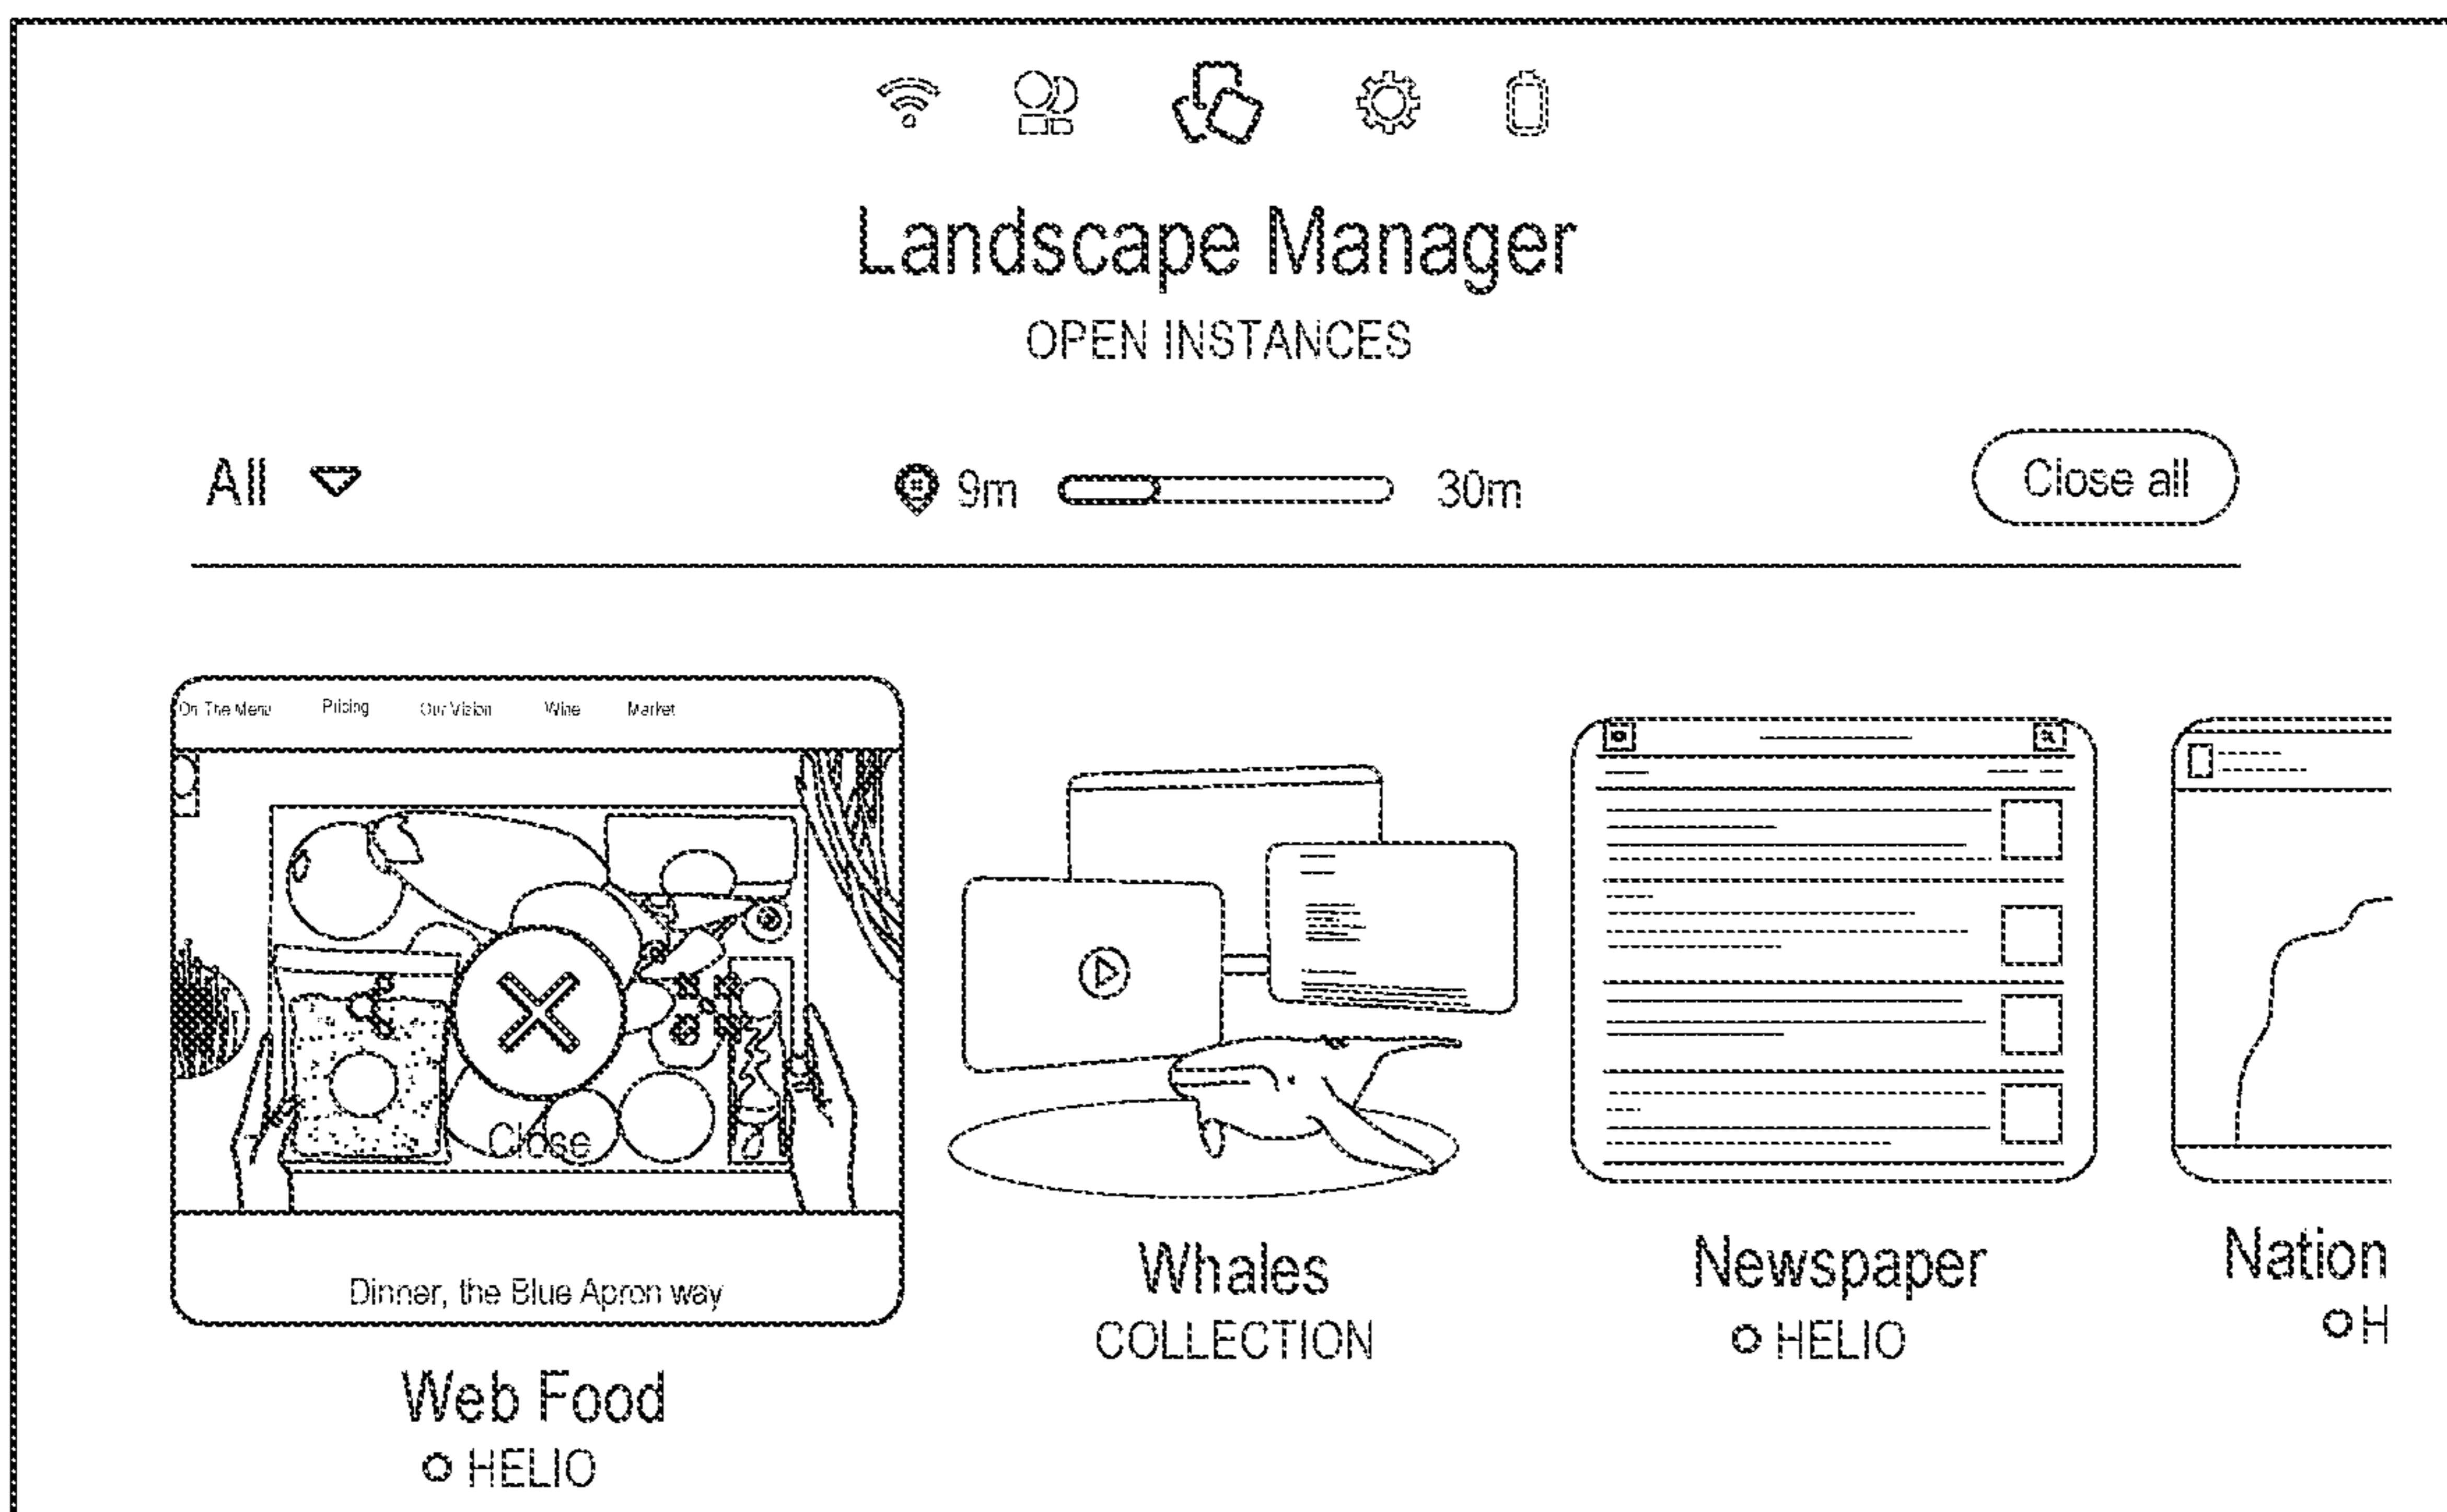 Landscape Manager
OPEN INSTANCES
All
9m
30m
Close all
On The Menu
Pricing
Our Vision
Wine
Market
Close
Dinner, the Blue Apron way
Web Food
HELIO
Whales
COLLECTION
Newspaper
HELIO
Nation
H